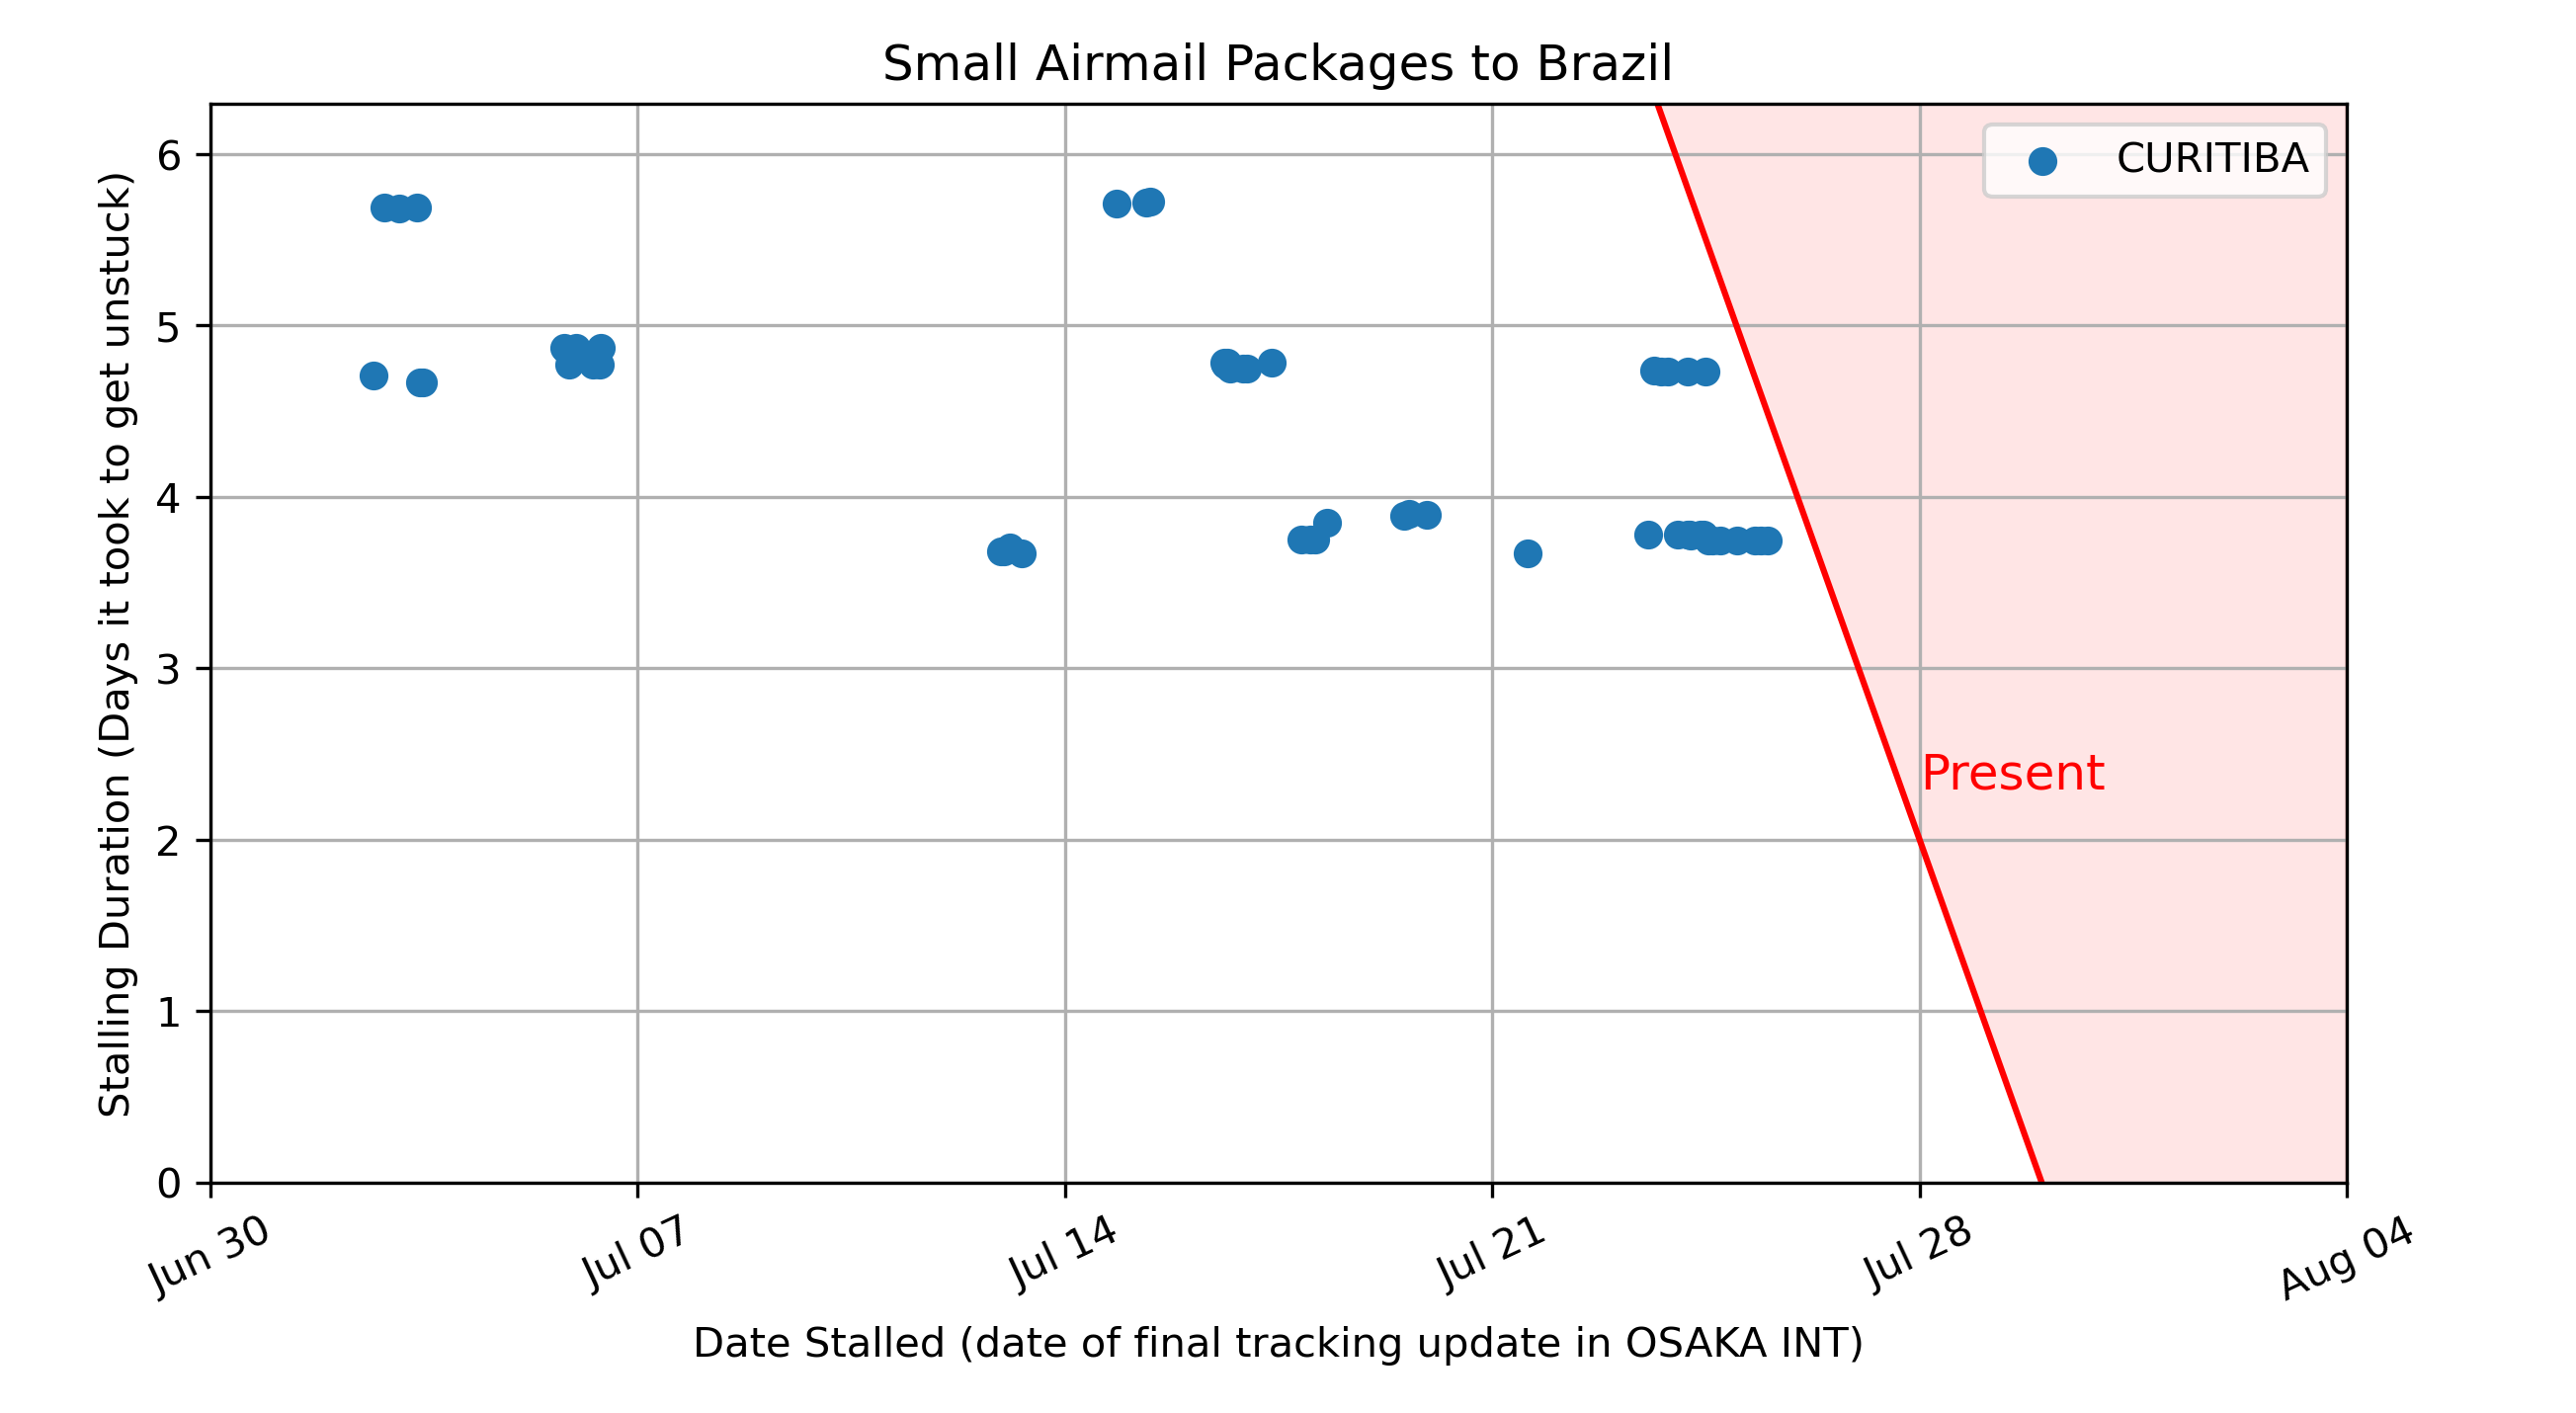 Small Airmail Packages to Brazil
CURITIBA
Stalling Duration (Days it took to get unstuck)
6
5
4
3
2
1
0
Present
Jun 30
Jul 07
Jul 14
Jul 21
Jul 28
Aug 04
Date Stalled (date of final tracking update in OSAKA INT)